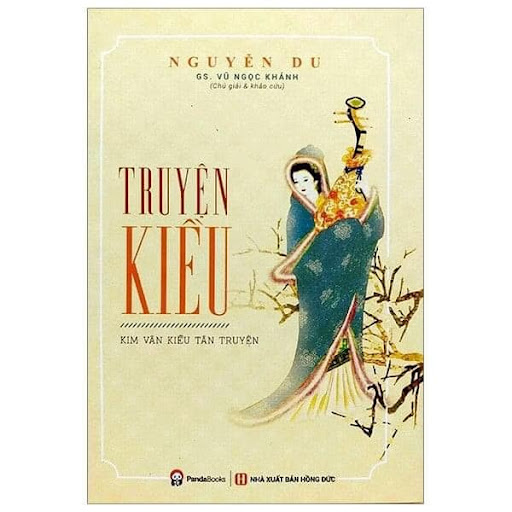 NGUYỄN DU
GS. VŨ NGỌC KHÁNH
(Chú giải & khảo cứu)
TRUYỆN
KIỀU
KIM VÂN KIỀU TÂN TRUYỆN
PandaBooks
NHÀ XUẤT BẢN HỒNG ĐỨC